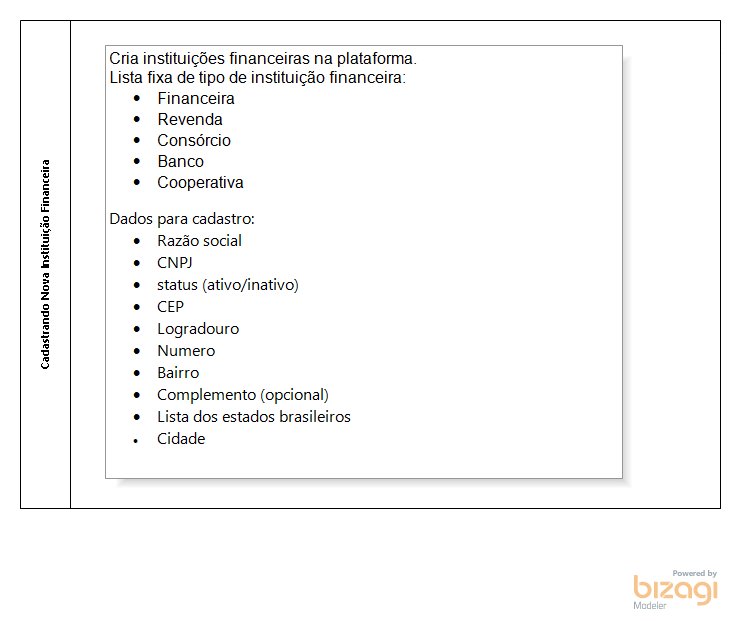 Cadastrando Nova Instituição Financeira
Cria instituições financeiras na plataforma.
Lista fixa de tipo de instituição financeira:
• Financeira
• Revenda
• Consórcio
• Banco
• Cooperativa
Dados para cadastro:
• Razão social
• CNPJ
• status (ativo/inativo)
• CEP
• Logradouro
• Numero
• Bairro
• Complemento (opcional)
• Lista dos estados brasileiros
• Cidade
Powered by
bizagi
Modeler